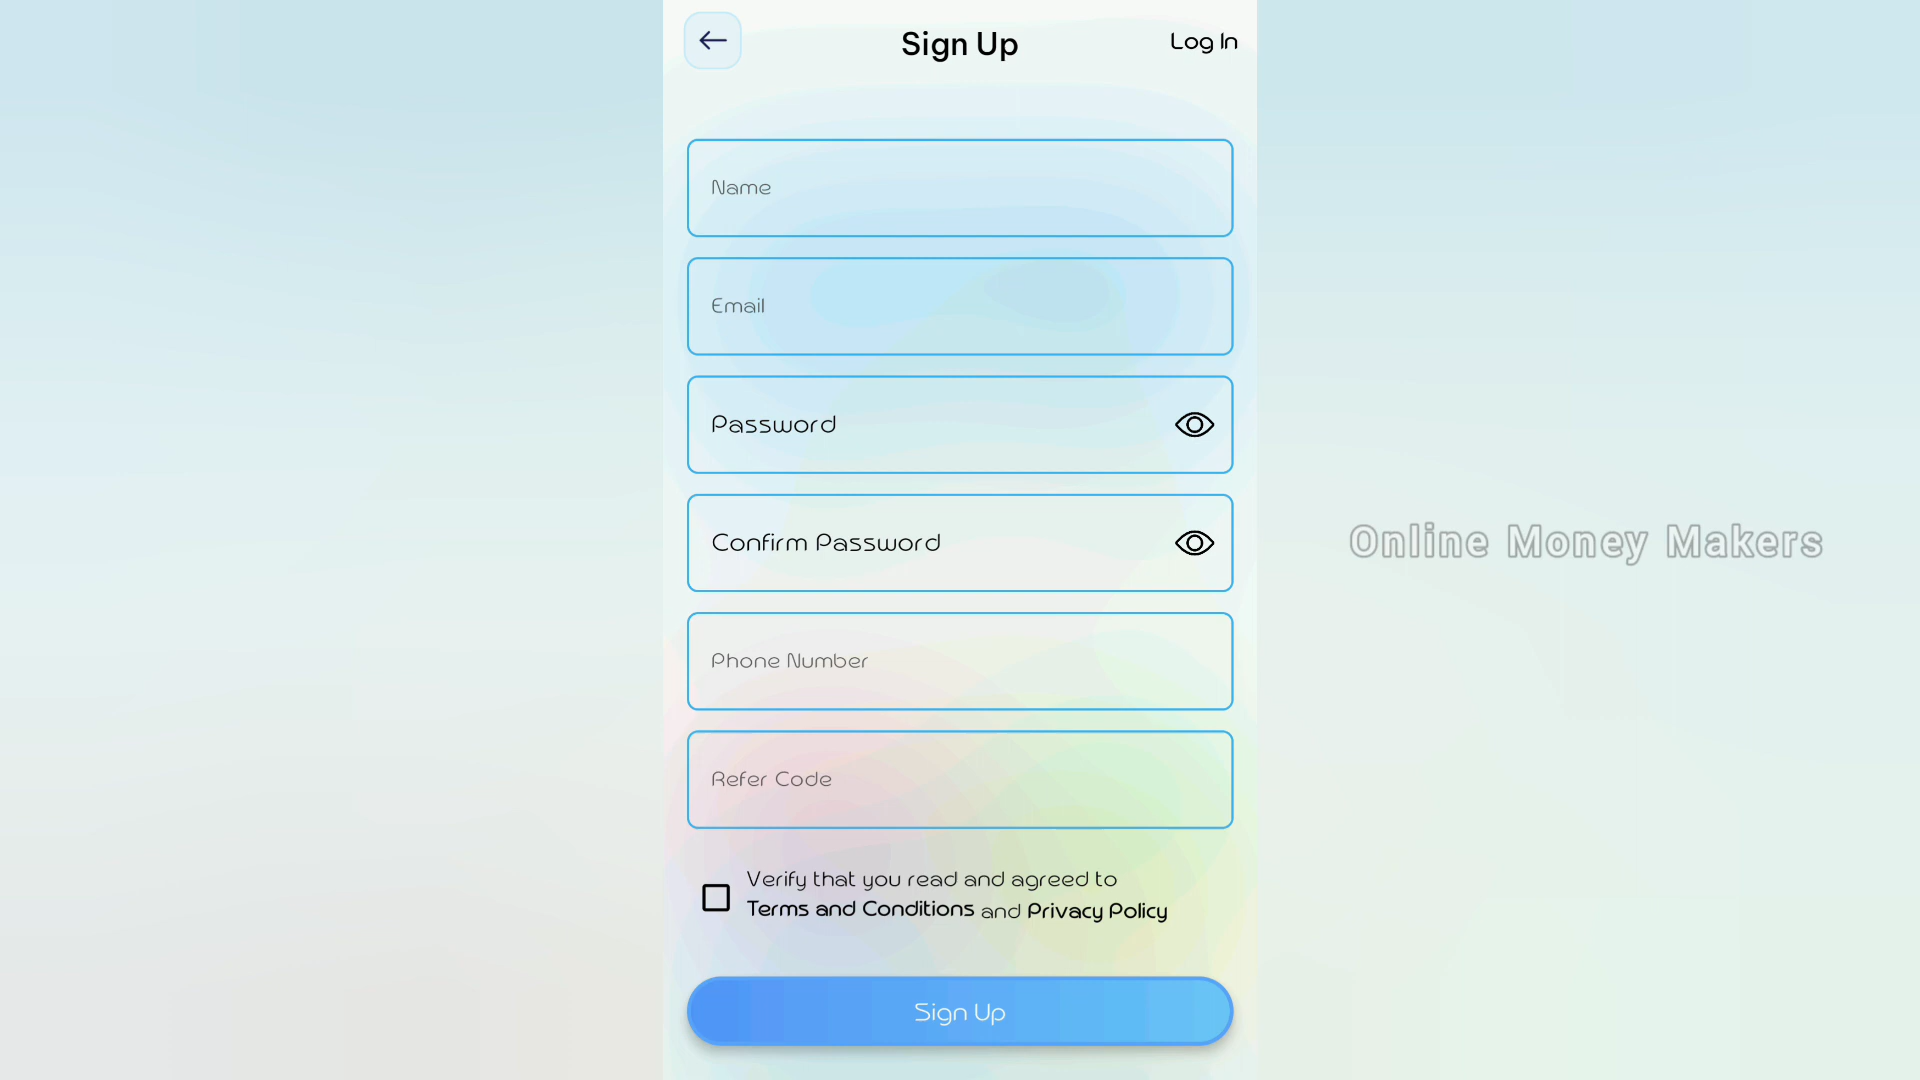 Sign Up
Log In
Name
Email
Password
Confirm Password
Phone Number
Refer Code
Verify that you read and agreed to
Terms and Conditions and Privacy Policy
Sign Up
Online Money Makers